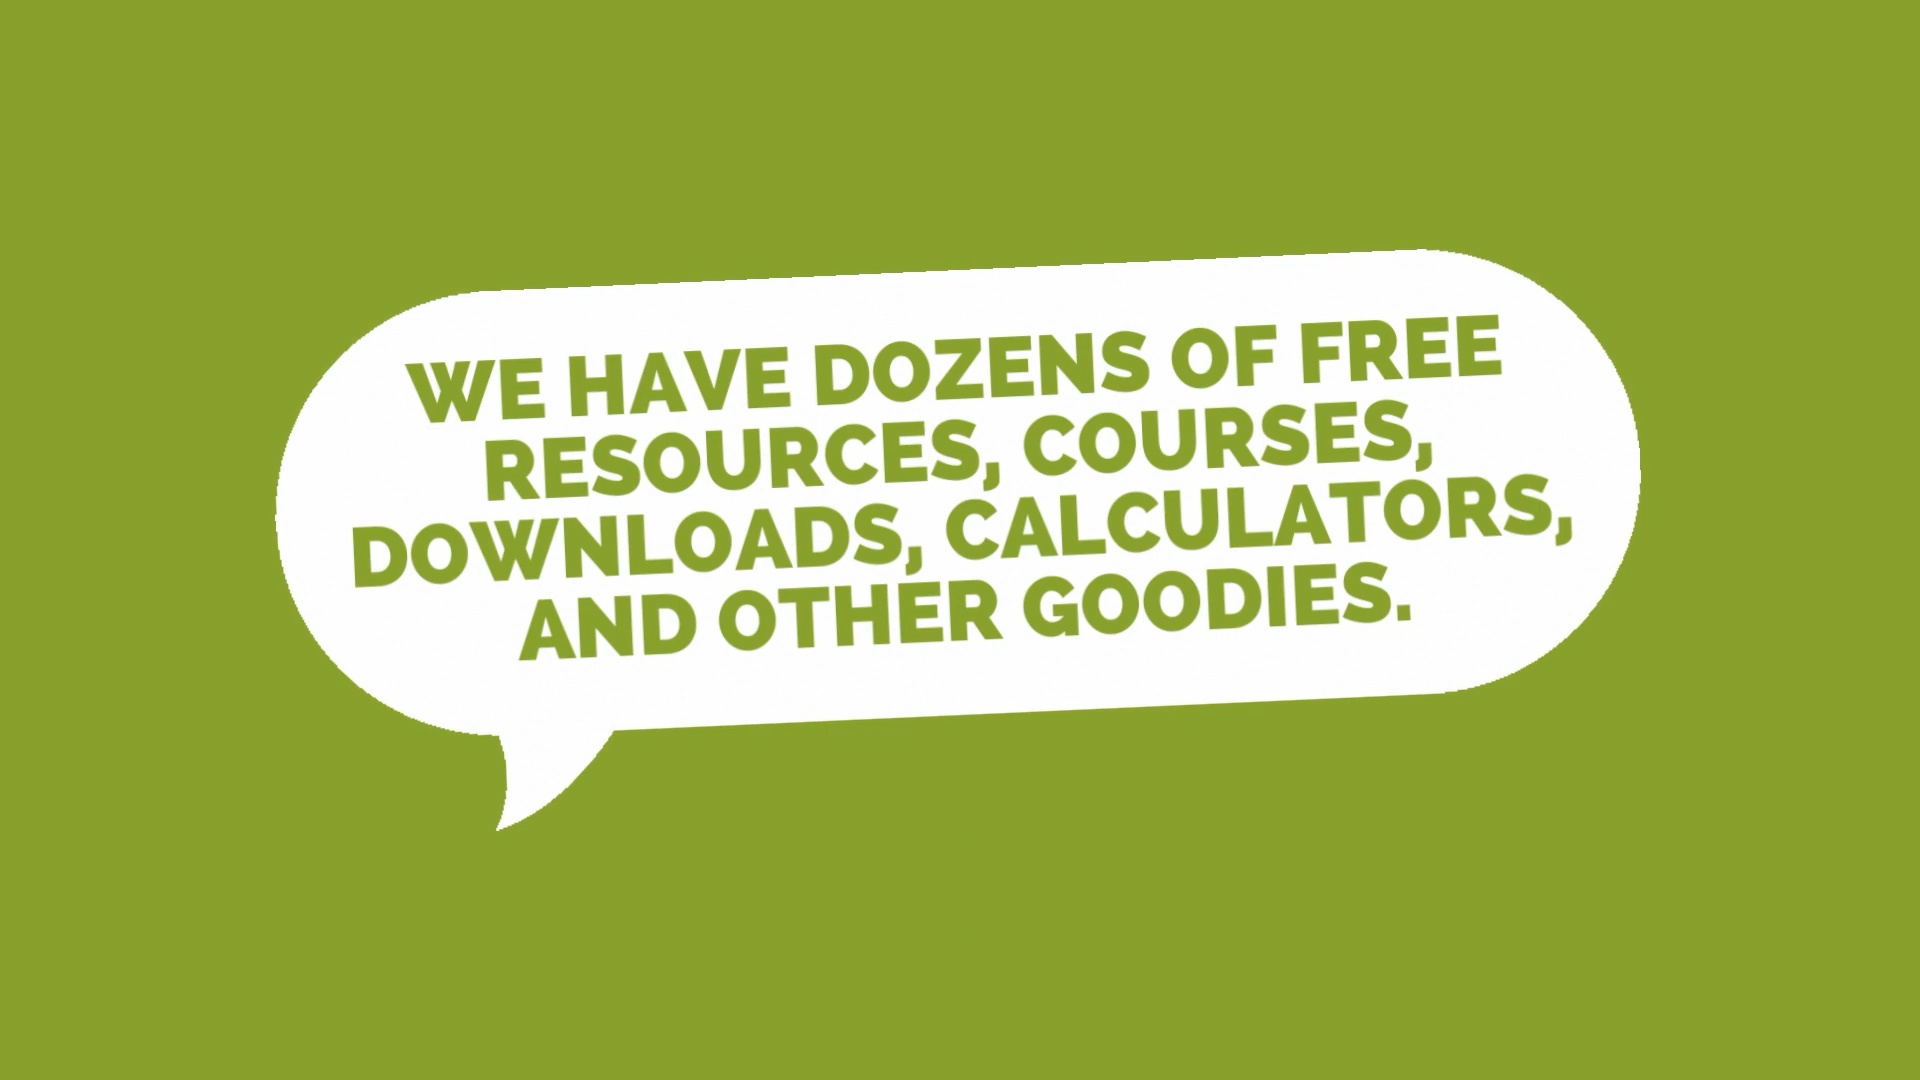 WE HAVE DOZENS OF FREE
RESOURCES, COURSES,
DOWNLOADS, CALCULATORS,
AND OTHER GOODIES.